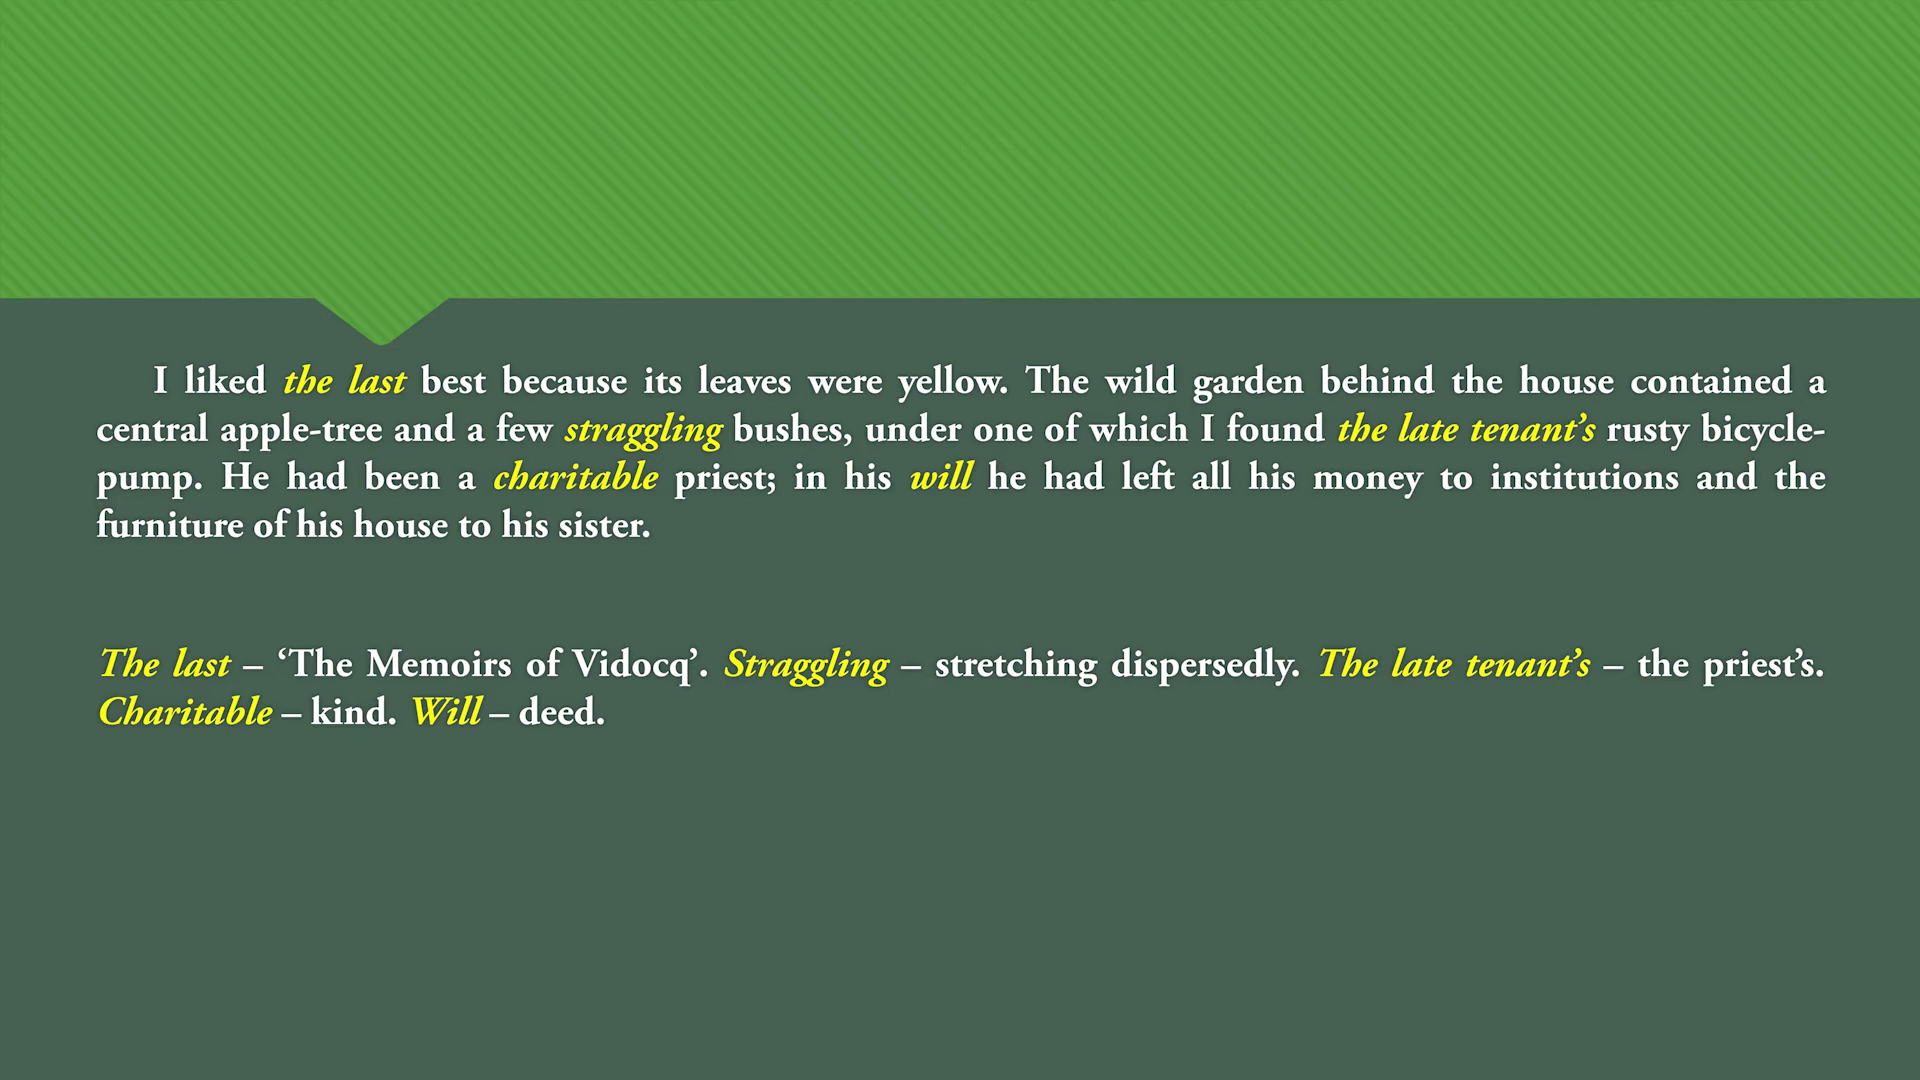 I liked the last best because its leaves were yellow. The wild garden behind the house contained a
central apple-tree and a few straggling bushes, under one of which I found the late tenant’s rusty bicycle-
pump. He had been a charitable priest; in his will he had left all his money to institutions and the
furniture of his house to his sister.
The last – ‘The Memoirs of Vidocq’. Straggling – stretching dispersedly. The late tenant’s – the priest’s.
Charitable – kind. Will – deed.